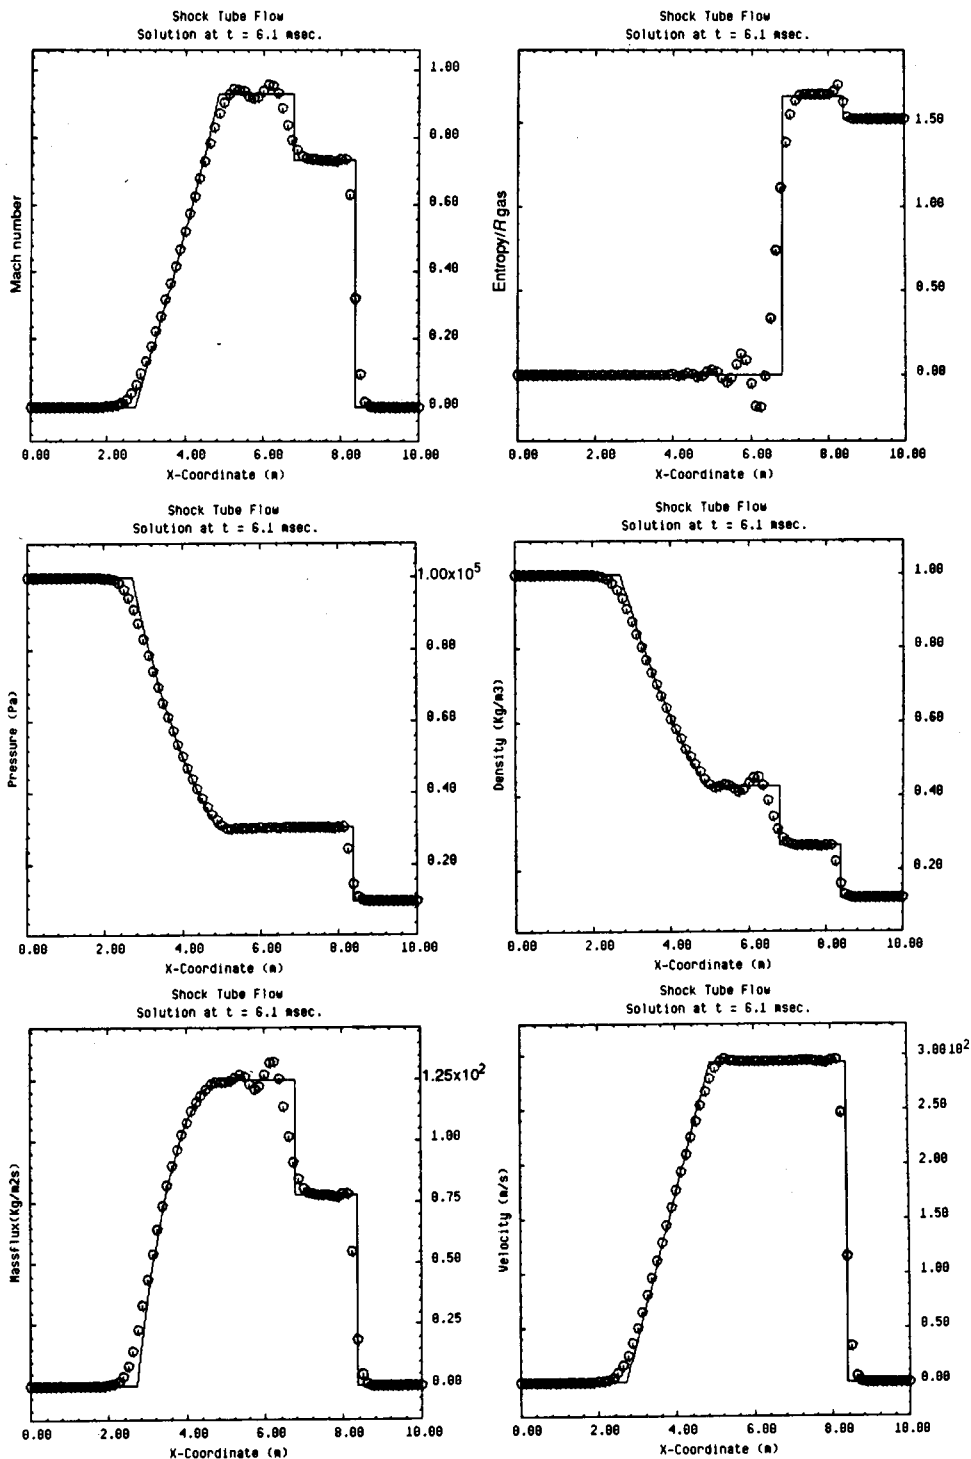 Shock Tube Flow
Solution at t = 6.1 msec.
1.00
0.80
0.60
0.40
0.20
0.00
Mach number
0.00 2.00 4.00 6.00 8.00 10.00
X-Coordinate (m)
Shock Tube Flow
Solution at t = 6.1 msec.
1.50
1.00
0.50
0.00
Entropy/R gas
0.00 2.00 4.00 6.00 8.00 10.00
X-Coordinate (m)
Shock Tube Flow
Solution at t = 6.1 msec.
1.00x10⁵
0.80
0.60
0.40
0.20
Pressure (Pa)
0.00 2.00 4.00 6.00 8.00 10.00
X-Coordinate (m)
Shock Tube Flow
Solution at t = 6.1 msec.
1.00
0.80
0.60
0.40
0.20
Density (Kg/m3)
0.00 2.00 4.00 6.00 8.00 10.00
X-Coordinate (m)
Shock Tube Flow
Solution at t = 6.1 msec.
1.25x10²
1.00
0.75
0.50
0.25
0.00
Massflux(Kg/m2s)
0.00 2.00 4.00 6.00 8.00 10.00
X-Coordinate (m)
Shock Tube Flow
Solution at t = 6.1 msec.
3.00 10²
2.50
2.00
1.50
1.00
0.50
0.00
Velocity (m/s)
0.00 2.00 4.00 6.00 8.00 10.00
X-Coordinate (m)